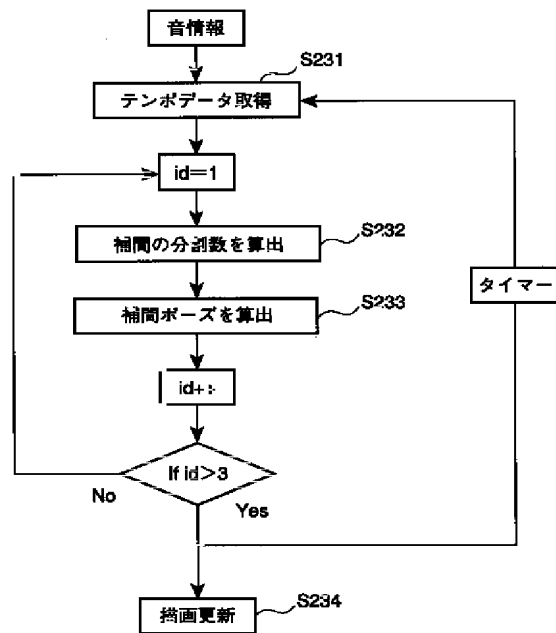 音情報
S231
テンポデータ取得
id=1
補間の分割数を算出
S232
タイマー
補間ポーズを算出
S233
If id>3
No
Yes
描画更新
S234